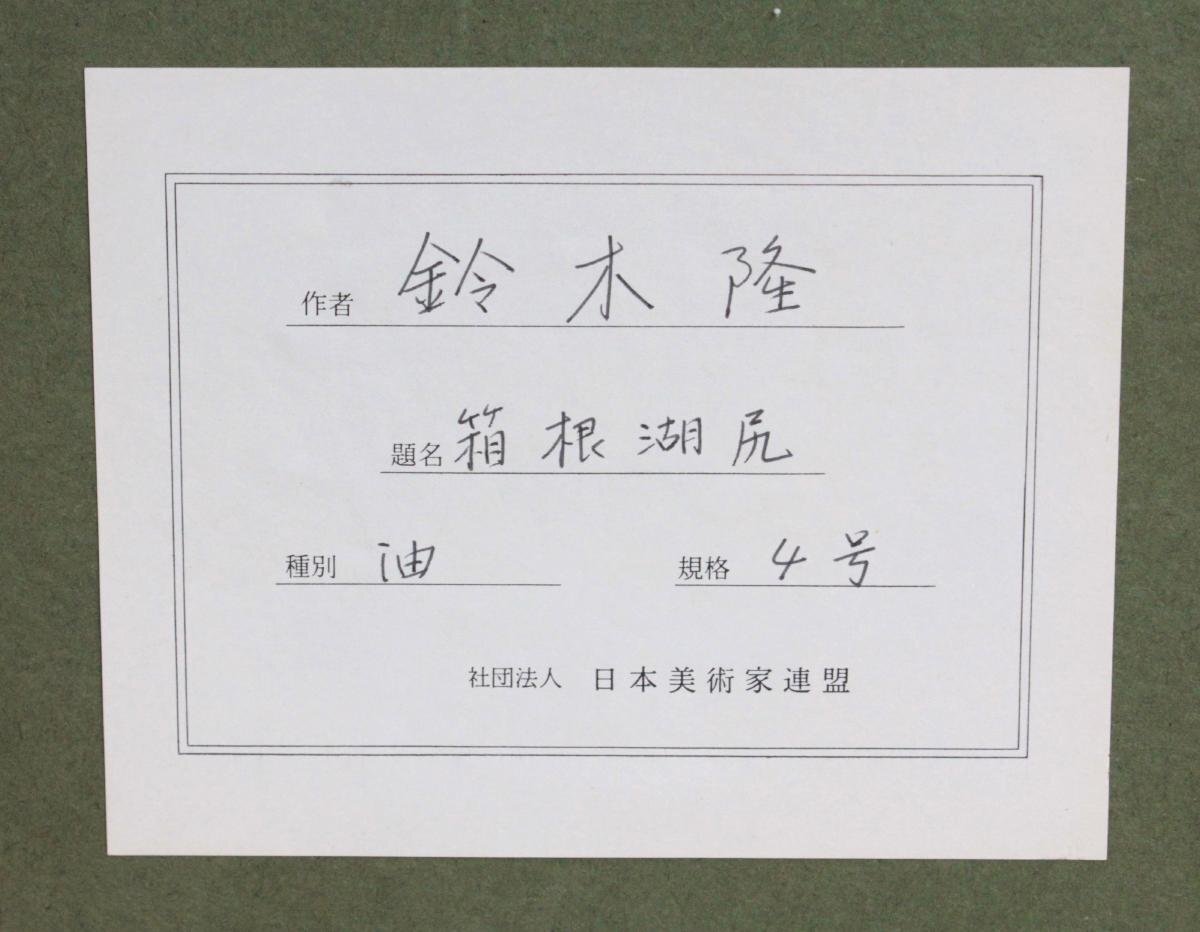 作者 鈴木隆
題名 箱根湖尻
種別 油 規格 4号
社団法人 日本美術家連盟